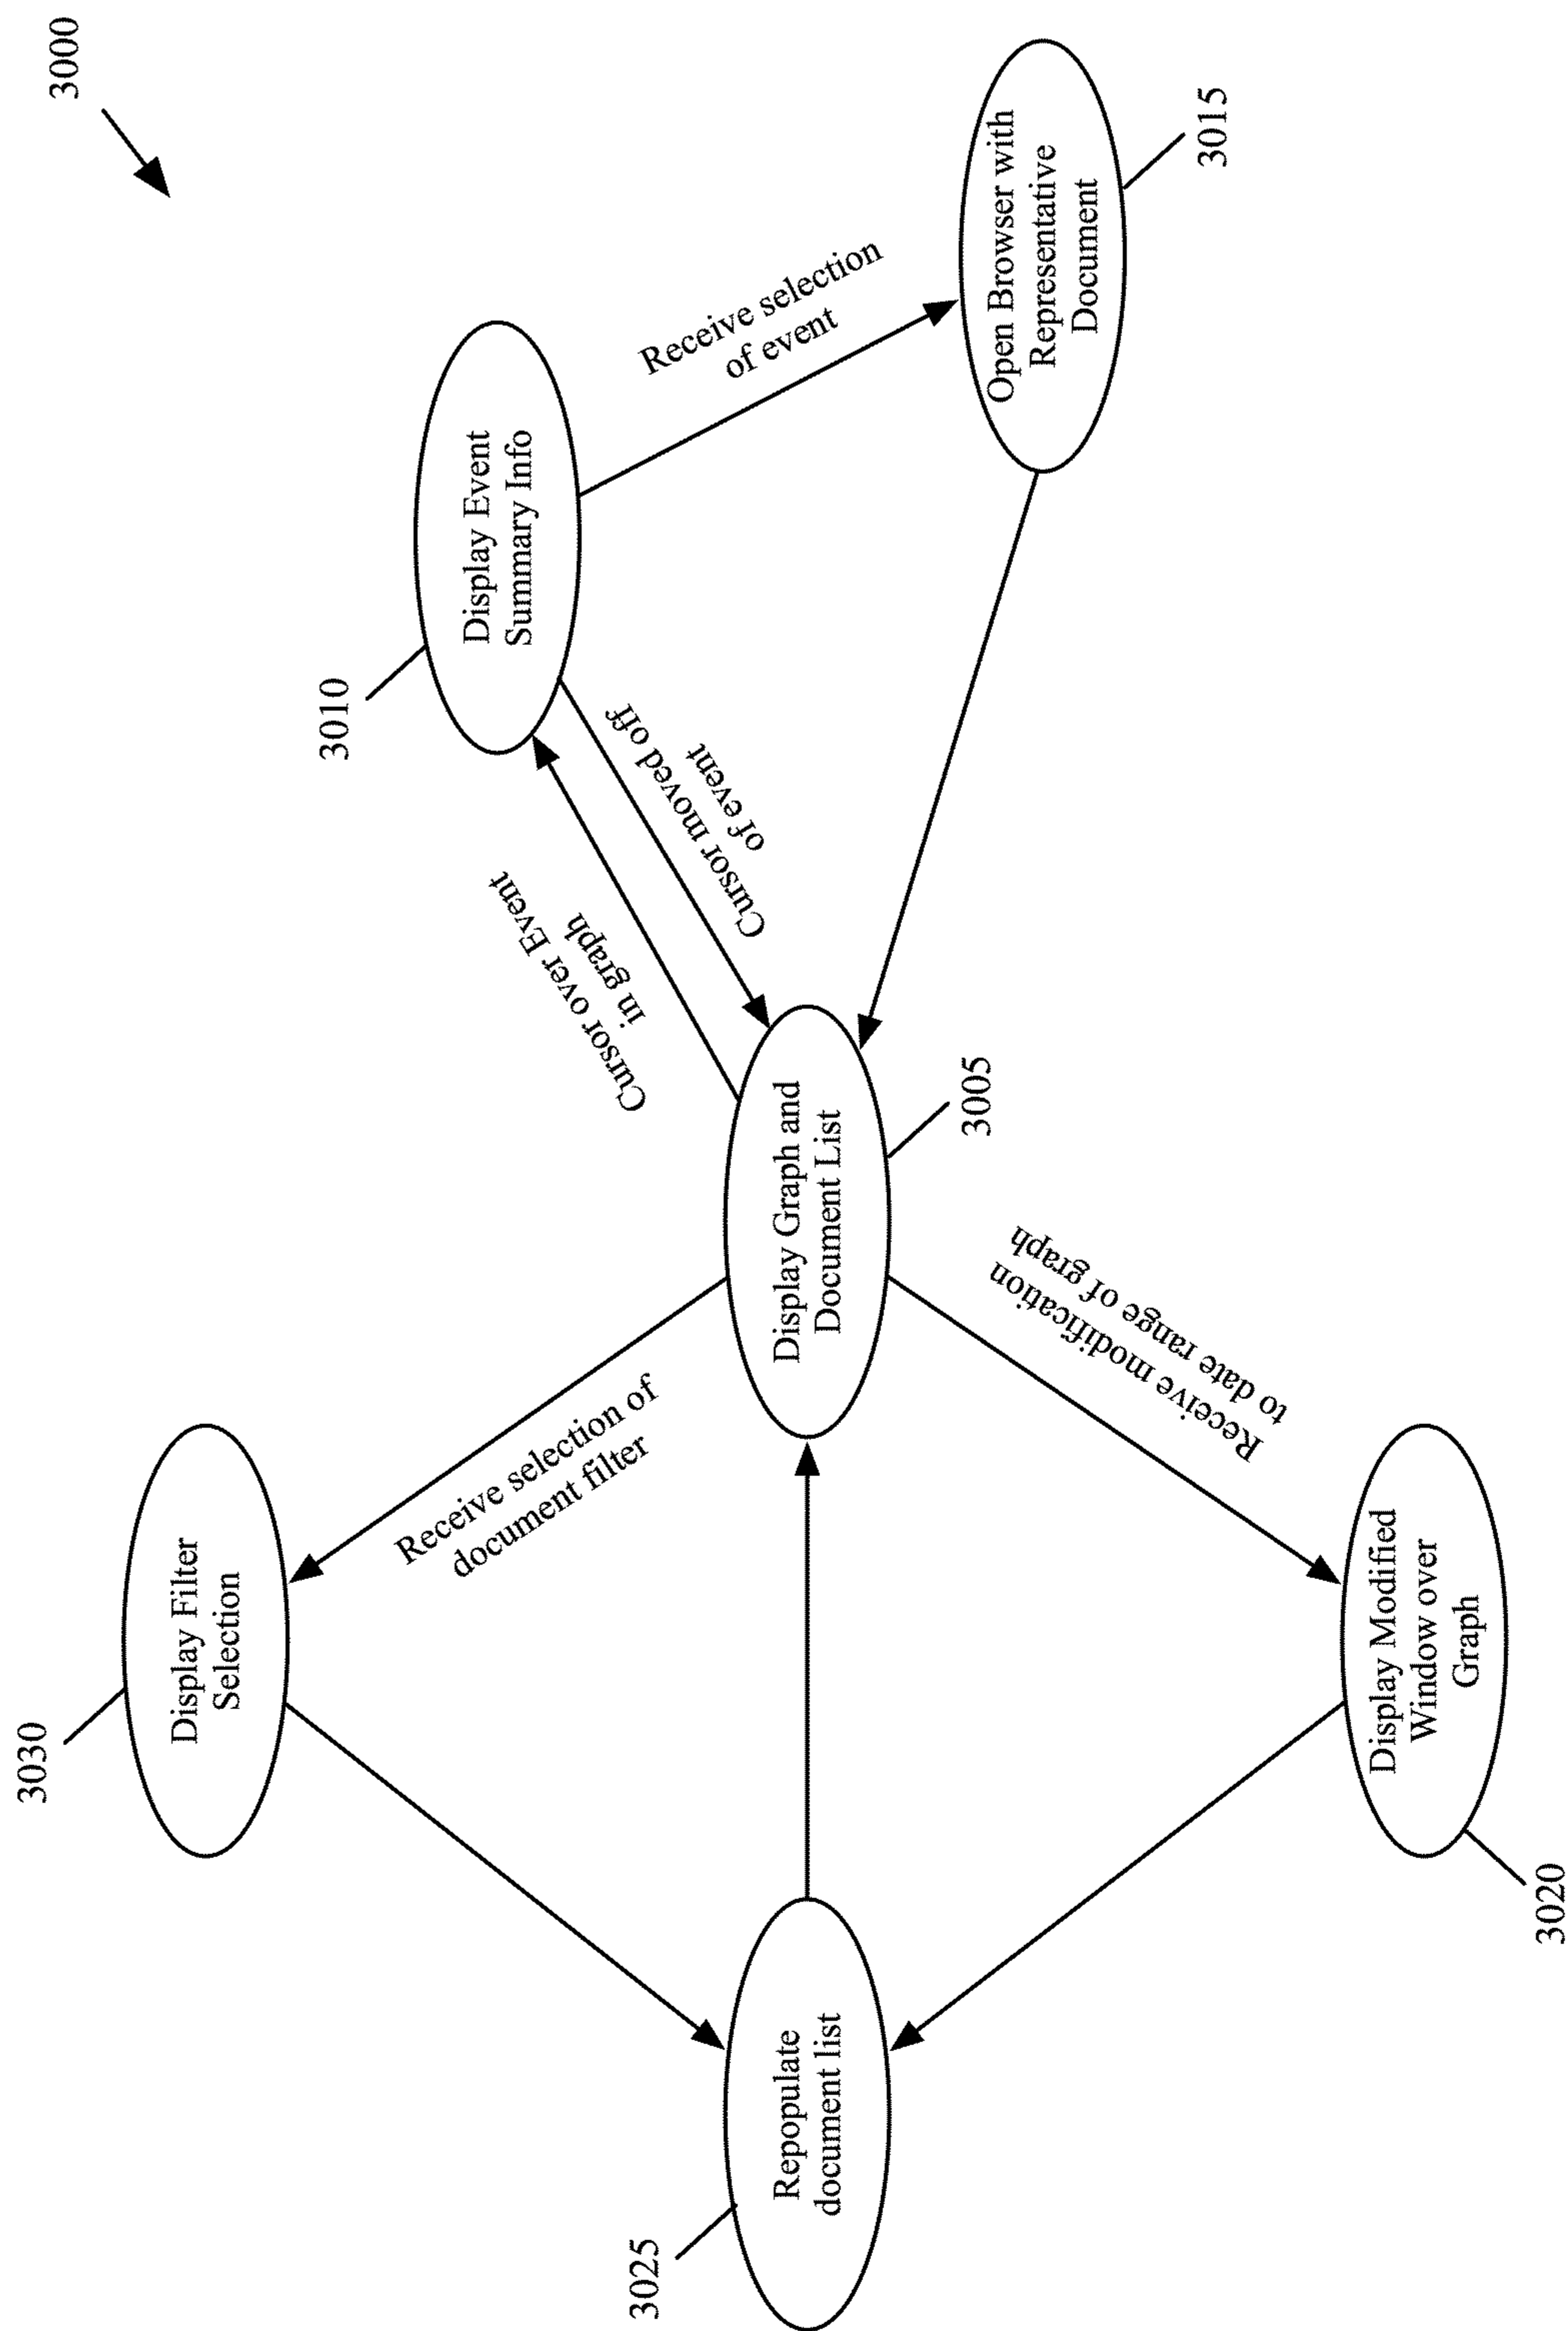 3000
3030
Display Filter
Selection
Receive selection of
document filter
3010
Display Event
Summary Info
Cursor over Event
in graph
Cursor moved off
of event
Receive selection
of event
3025
Repopulate
document list
Display Graph and
Document List
3005
Open Browser with
Representative
Document
3015
Receive modification
to date range of graph
Display Modified
Window over
Graph
3020